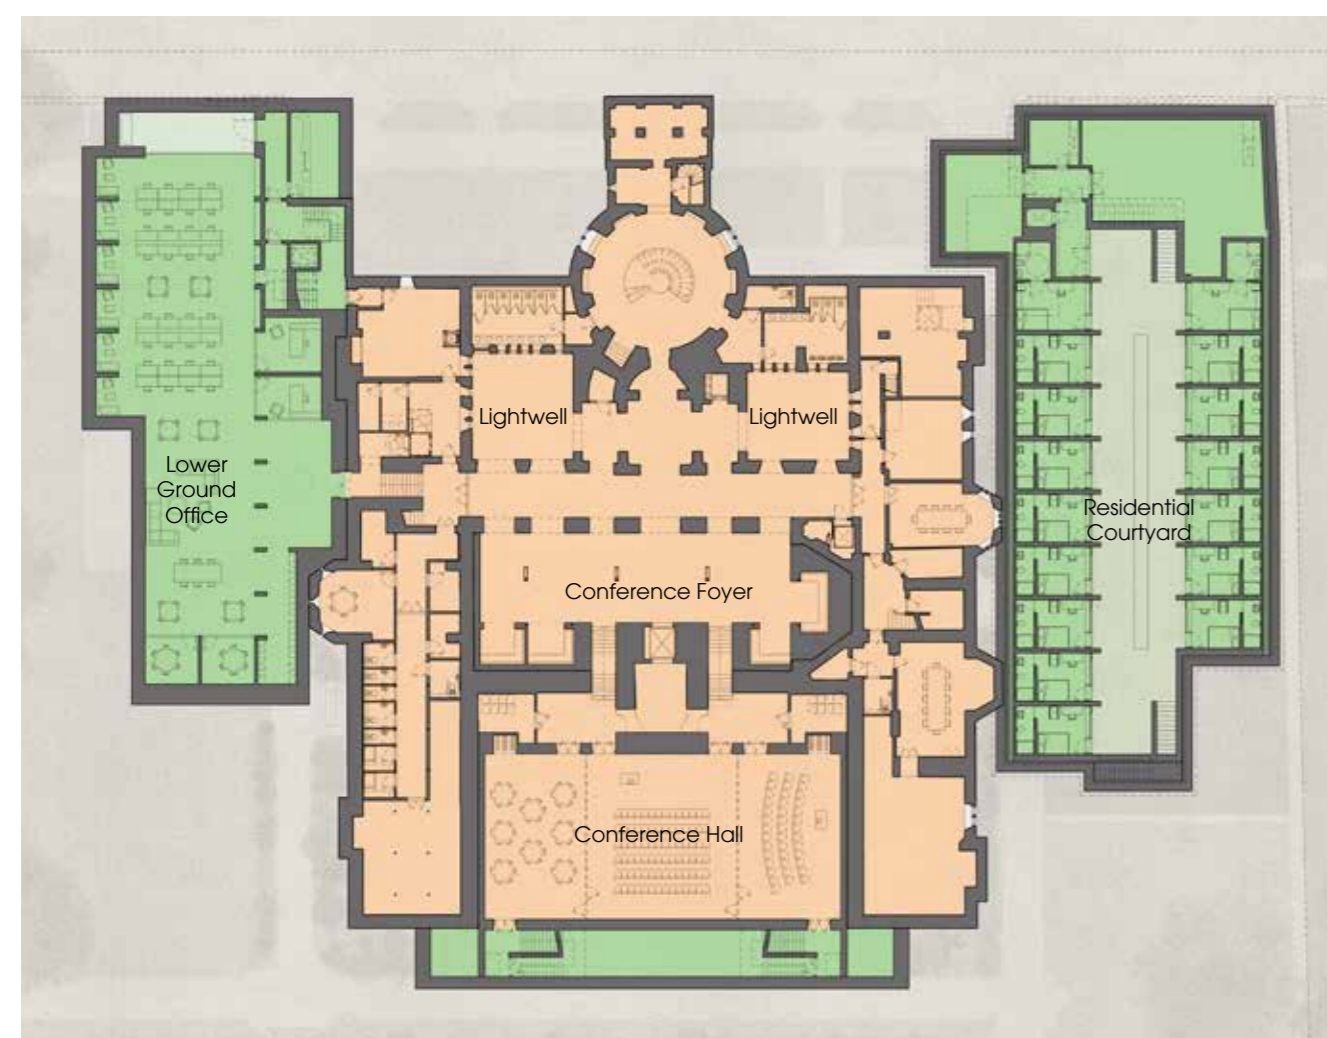 Lightwell
Lightwell
Lower
Ground
Office
Residential
Courtyard
Conference Foyer
Conference Hall